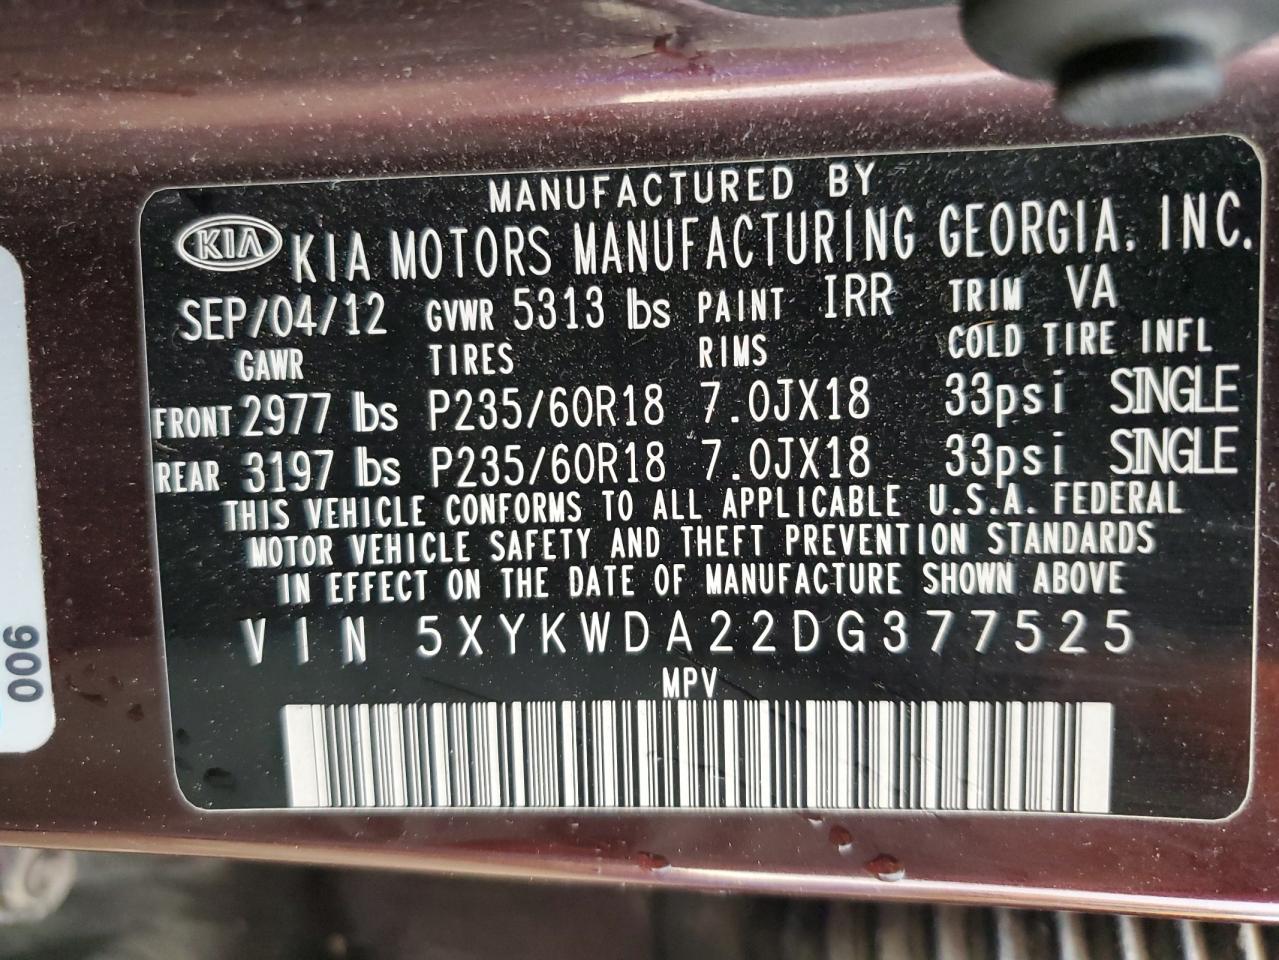 MANUFACTURED BY
KIA KIA MOTORS MANUFACTURING GEORGIA, INC.
SEP/04/12 GVWR 5313 lbs PAINT IRR TRIM VA
GAWR TIRES RIMS COLD TIRE INFL
FRONT 2977 lbs P235/60R18 7.0JX18 33psi SINGLE
REAR 3197 lbs P235/60R18 7.0JX18 33psi SINGLE
THIS VEHICLE CONFORMS TO ALL APPLICABLE U.S.A. FEDERAL
MOTOR VEHICLE SAFETY AND THEFT PREVENTION STANDARDS
IN EFFECT ON THE DATE OF MANUFACTURE SHOWN ABOVE
VIN 5XYKWDA22DG377525
MPV
006